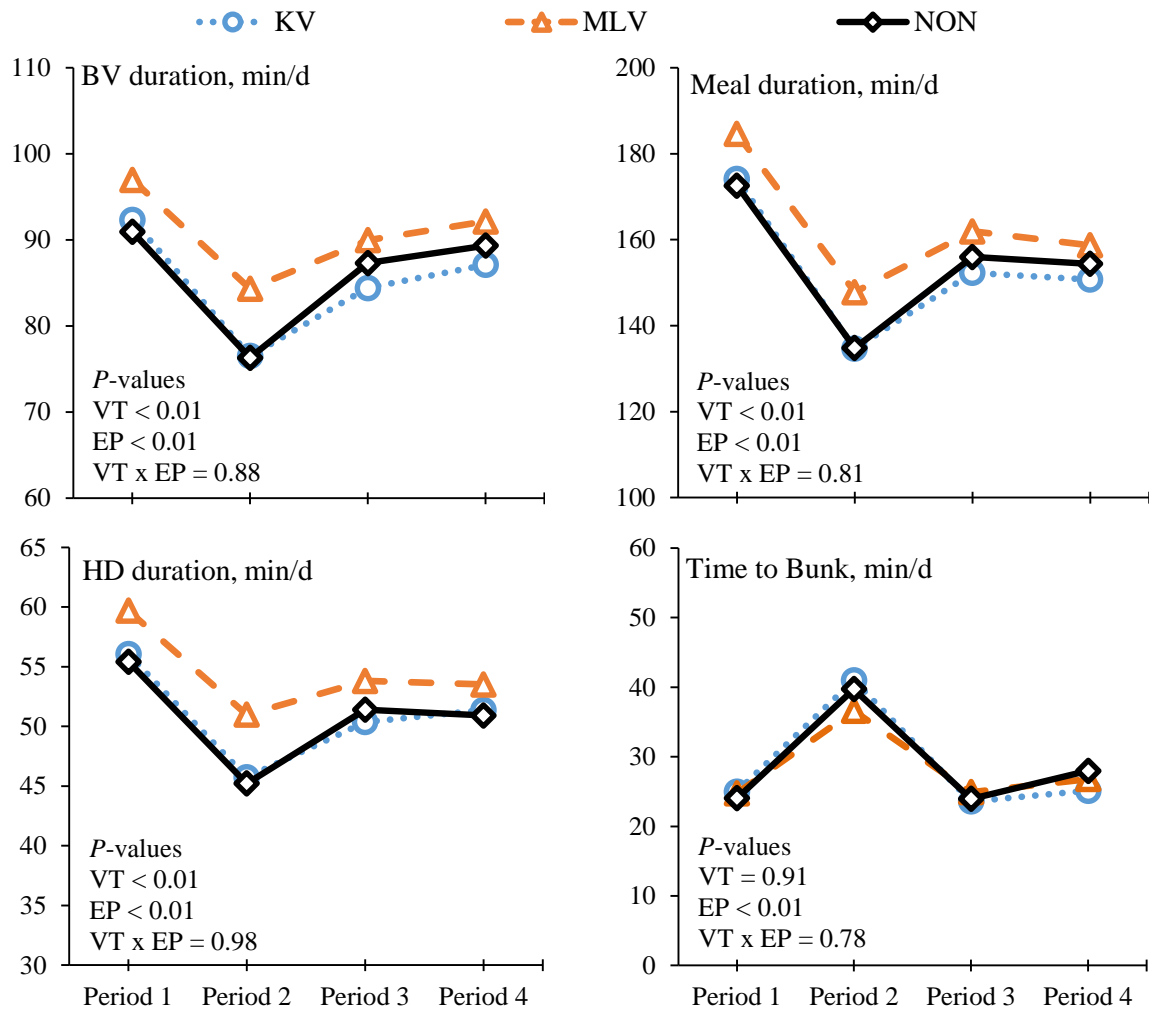 KV MLV NON
BV duration, min/d
110
100
90
80
70
60
P-values
VT < 0.01
EP < 0.01
VT x EP = 0.88
Meal duration, min/d
200
180
160
140
120
100
P-values
VT < 0.01
EP < 0.01
VT x EP = 0.81
HD duration, min/d
65
60
55
50
45
40
35
30
P-values
VT < 0.01
EP < 0.01
VT x EP = 0.98
Period 1 Period 2 Period 3 Period 4
Time to Bunk, min/d
60
50
40
30
20
10
0
P-values
VT = 0.91
EP < 0.01
VT x EP = 0.78
Period 1 Period 2 Period 3 Period 4